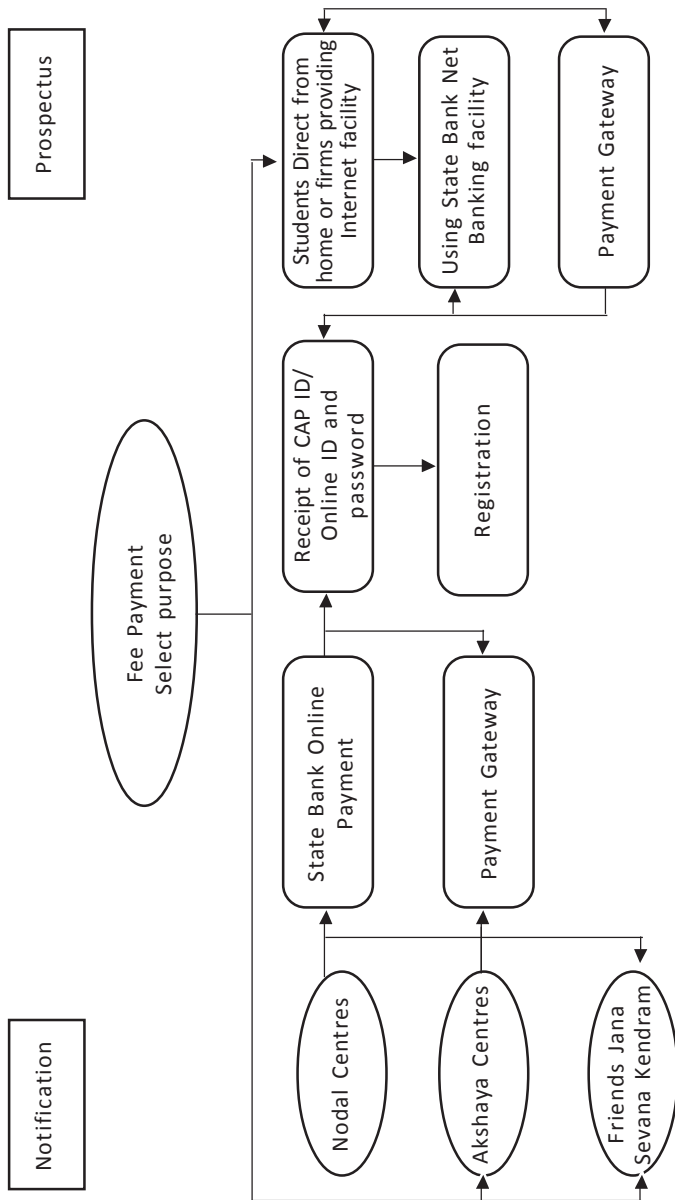 Notification
Prospectus
Fee Payment
Select purpose
Nodal Centres
State Bank Online
Payment
Receipt of CAP ID/
Online ID and
password
Students Direct from
home or firms providing
Internet facility
Akshaya Centres
Payment Gateway
Registration
Using State Bank Net
Banking facility
Friends Jana
Sevana Kendram
Payment Gateway